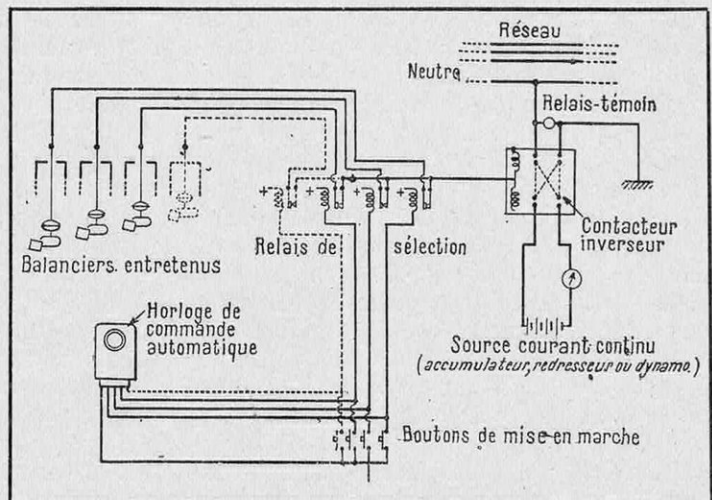 Réseau
Neutre
Relais-témoin
+ + + +
Contacteur
inverseur
Relais de sélection
Balanciers entretenus
Horloge de
commande
automatique
Source courant continu
(accumulateur, redresseur ou dynamo)
Boutons de mise en marche